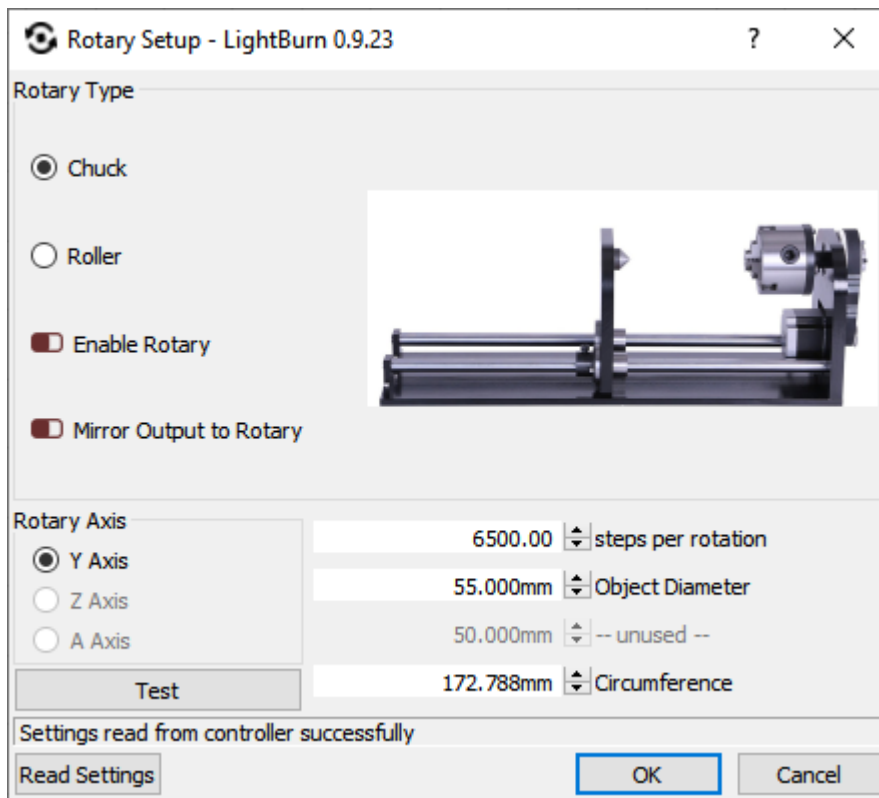 Rotary Setup - LightBurn 0.9.23 ?
Rotary Type
Chuck
Roller
Enable Rotary
Mirror Output to Rotary
Rotary Axis
Y Axis
Z Axis
A Axis
6500.00 steps per rotation
55.000mm Object Diameter
50.000mm -- unused --
172.788mm Circumference
Test
Settings read from controller successfully
Read Settings OK Cancel